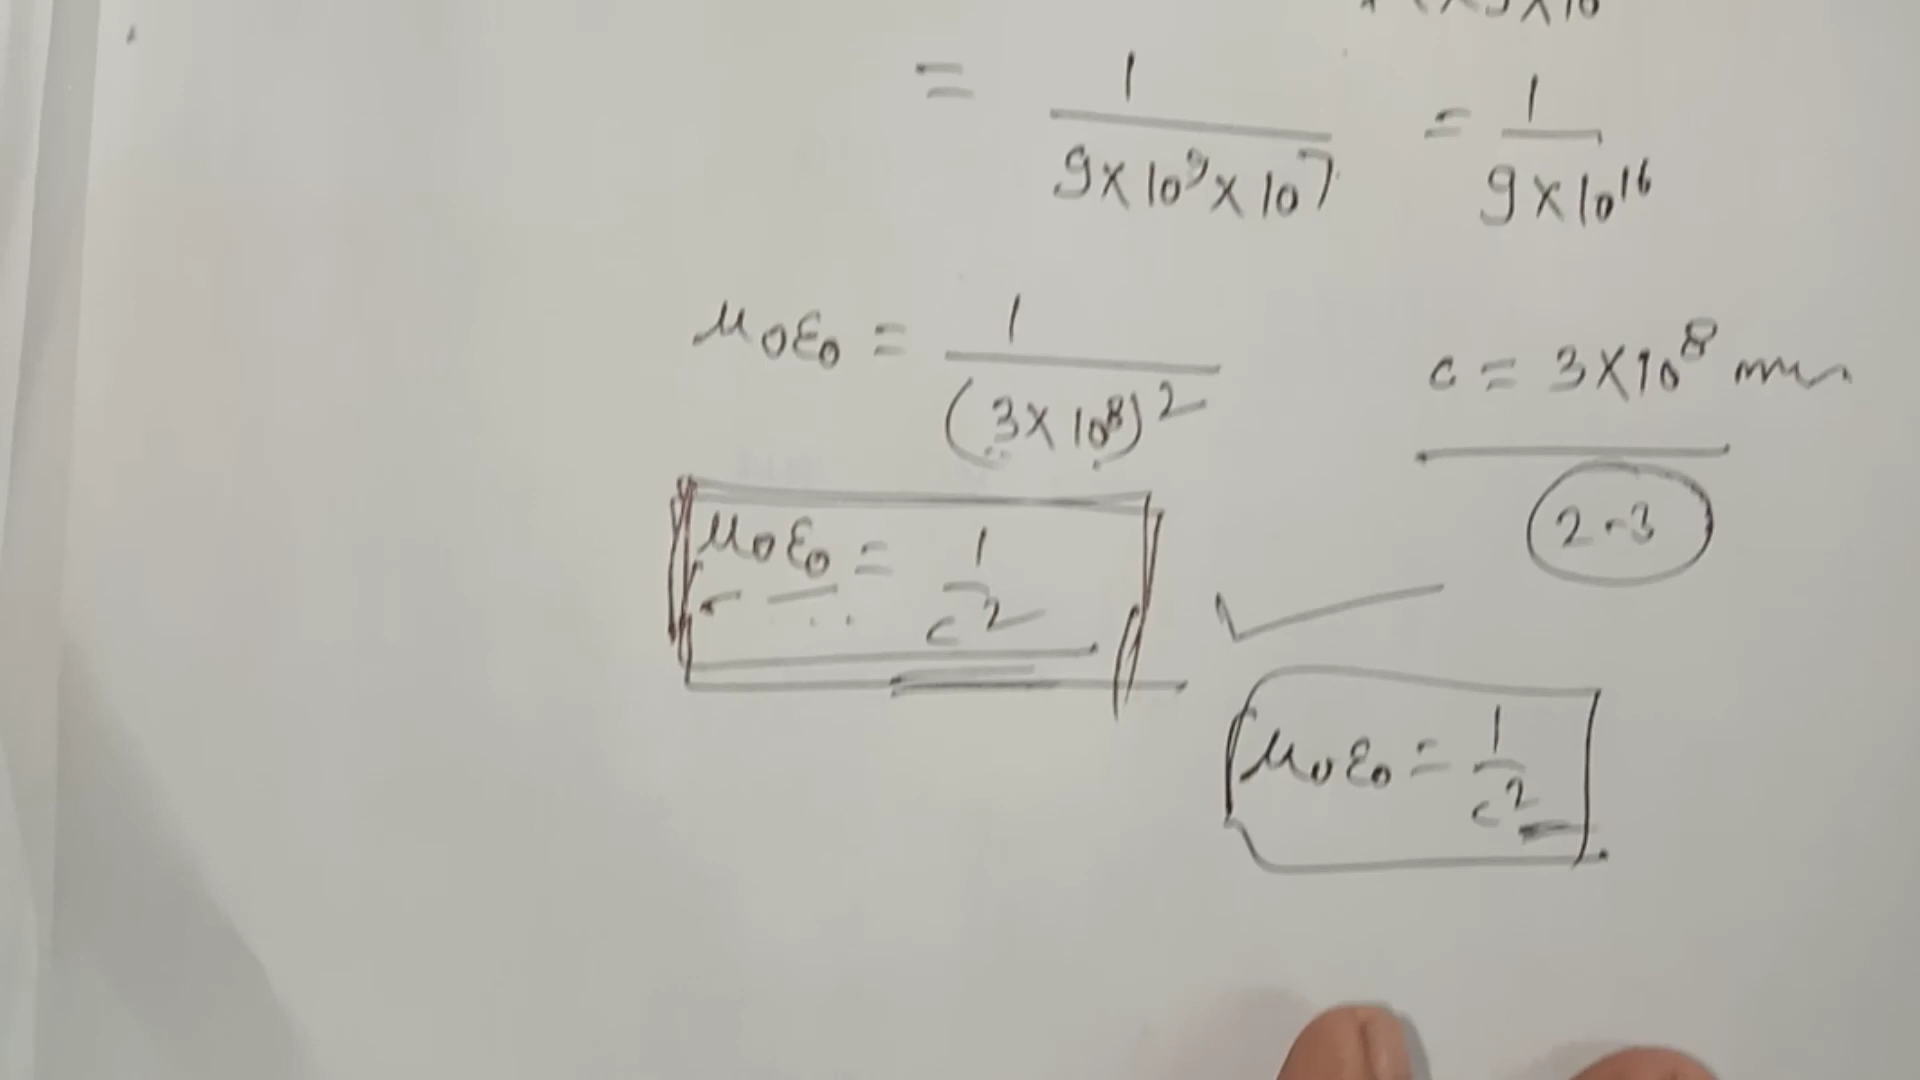 = 1 / 9×10⁹×10⁷ = 1 / 9×10¹⁶
μ₀ε₀ = 1 / (3×10⁸)²
c = 3×10⁸
2-3
μ₀ε₀ = 1 / c²
μ₀ε₀ = 1 / c²